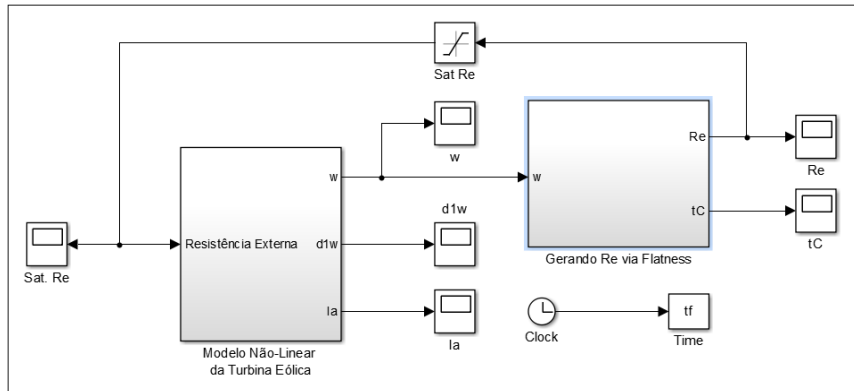 Sat Re
w
Re
w
w
Re
tC
d1w
Resistência Externa
d1w
tC
Sat. Re
Gerando Re via Flatness
Ia
tf
Ia
Clock
Time
Modelo Não-Linear
da Turbina Eólica